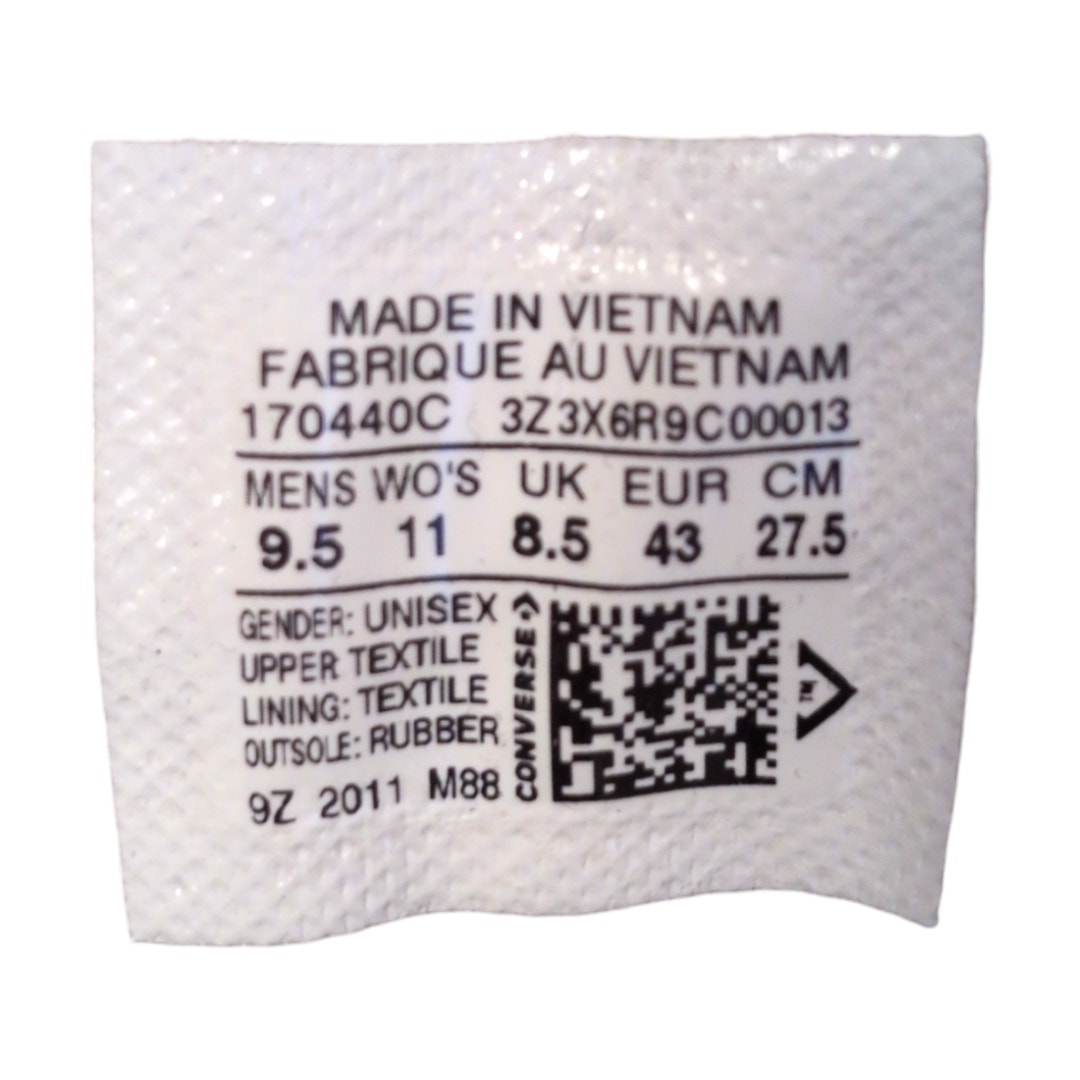 MADE IN VIETNAM
FABRIQUE AU VIETNAM
170440C 3Z3X6R9C00013
MENS WO'S UK EUR CM
9.5 11 8.5 43 27.5
GENDER: UNISEX
UPPER TEXTILE
LINING: TEXTILE
OUTSOLE: RUBBER
9Z 2011 M88
CONVERSE
TM